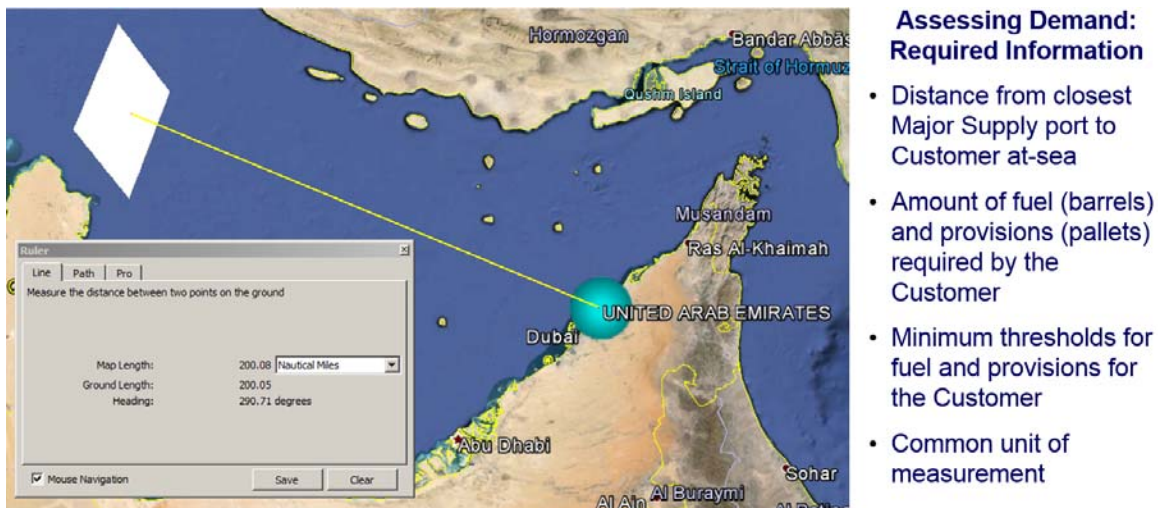 Hormozgan
Bandar Abbas
Strait of Hormuz
Qushm Island
Musandam
Ras Al-Khaimah
UNITED ARAB EMIRATES
Dubai
Abu Dhabi
Sohar
Al Ain
Al Buraymi
Ruler
Line
Path
Pro
Measure the distance between two points on the ground
Map Length: 200.08 Nautical Miles
Ground Length: 200.05
Heading: 290.71 degrees
Mouse Navigation
Save
Clear
Assessing Demand:
Required Information
• Distance from closest
Major Supply port to
Customer at-sea
• Amount of fuel (barrels)
and provisions (pallets)
required by the
Customer
• Minimum thresholds for
fuel and provisions for
the Customer
• Common unit of
measurement